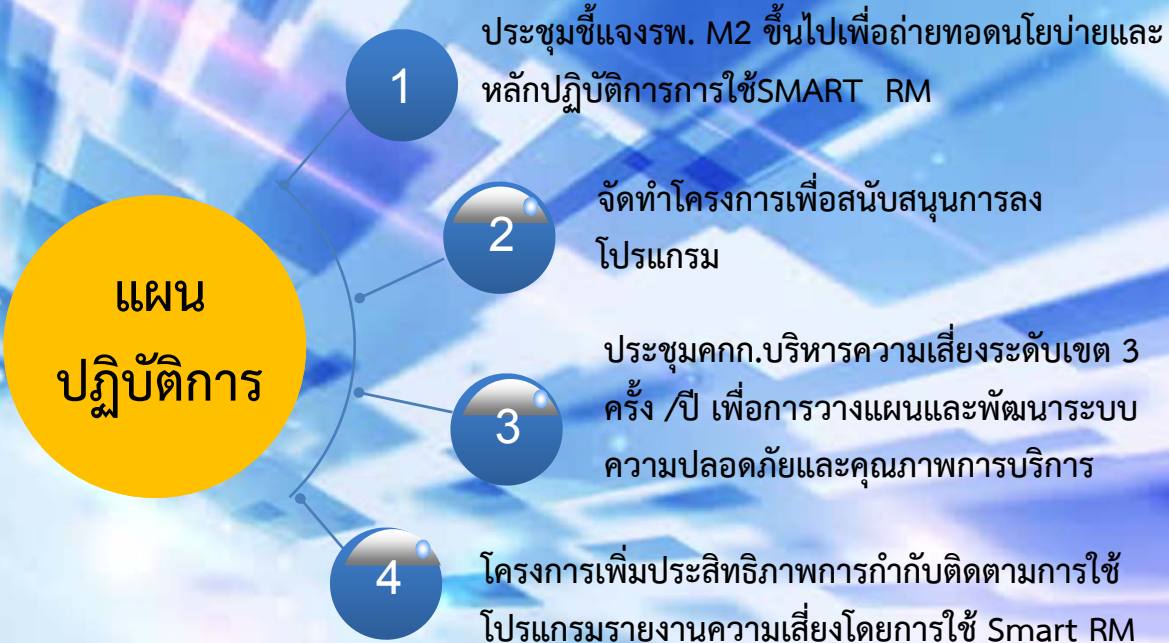 1
ประชุมชี้แจงรพ. M2 ขึ้นไปเพื่อถ่ายทอดนโยบ่ายและ
หลักปฏิบัติการการใช้SMART RM
2
จัดทำโครงการเพื่อสนับสนุนการลง
โปรแกรม
แผน
ปฏิบัติการ
3
ประชุมคกก.บริหารความเสี่ยงระดับเขต 3
ครั้ง /ปี เพื่อการวางแผนและพัฒนาระบบ
ความปลอดภัยและคุณภาพการบริการ
4
โครงการเพิ่มประสิทธิภาพการกำกับติดตามการใช้
โปรแกรมรายงานความเสี่ยงโดยการใช้ Smart RM